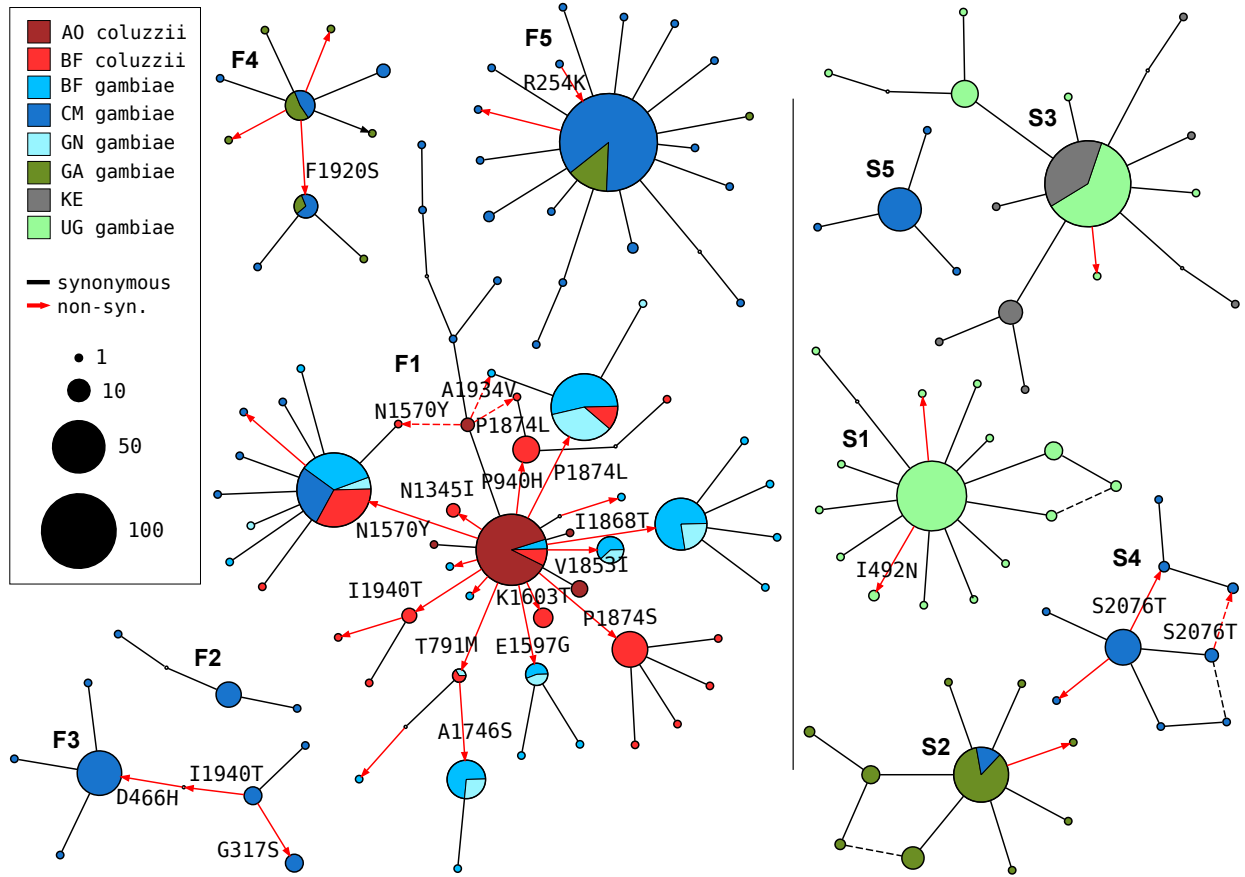 AO coluzzii
BF coluzzii
BF gambiae
CM gambiae
GN gambiae
GA gambiae
KE
UG gambiae
synonymous
non-syn.
1
10
50
100
F4
F1920S
F5
R254K
F1
A1934V
N1570Y
P1874L
P940H
P1874L
N1345I
N1570Y
I1868T
V1853I
I1940T
K1603T
P1874S
T791M
E1597G
A1746S
F2
F3
I1940T
D466H
G317S
S3
S5
S1
I492N
S4
S2076T
S2076T
S2